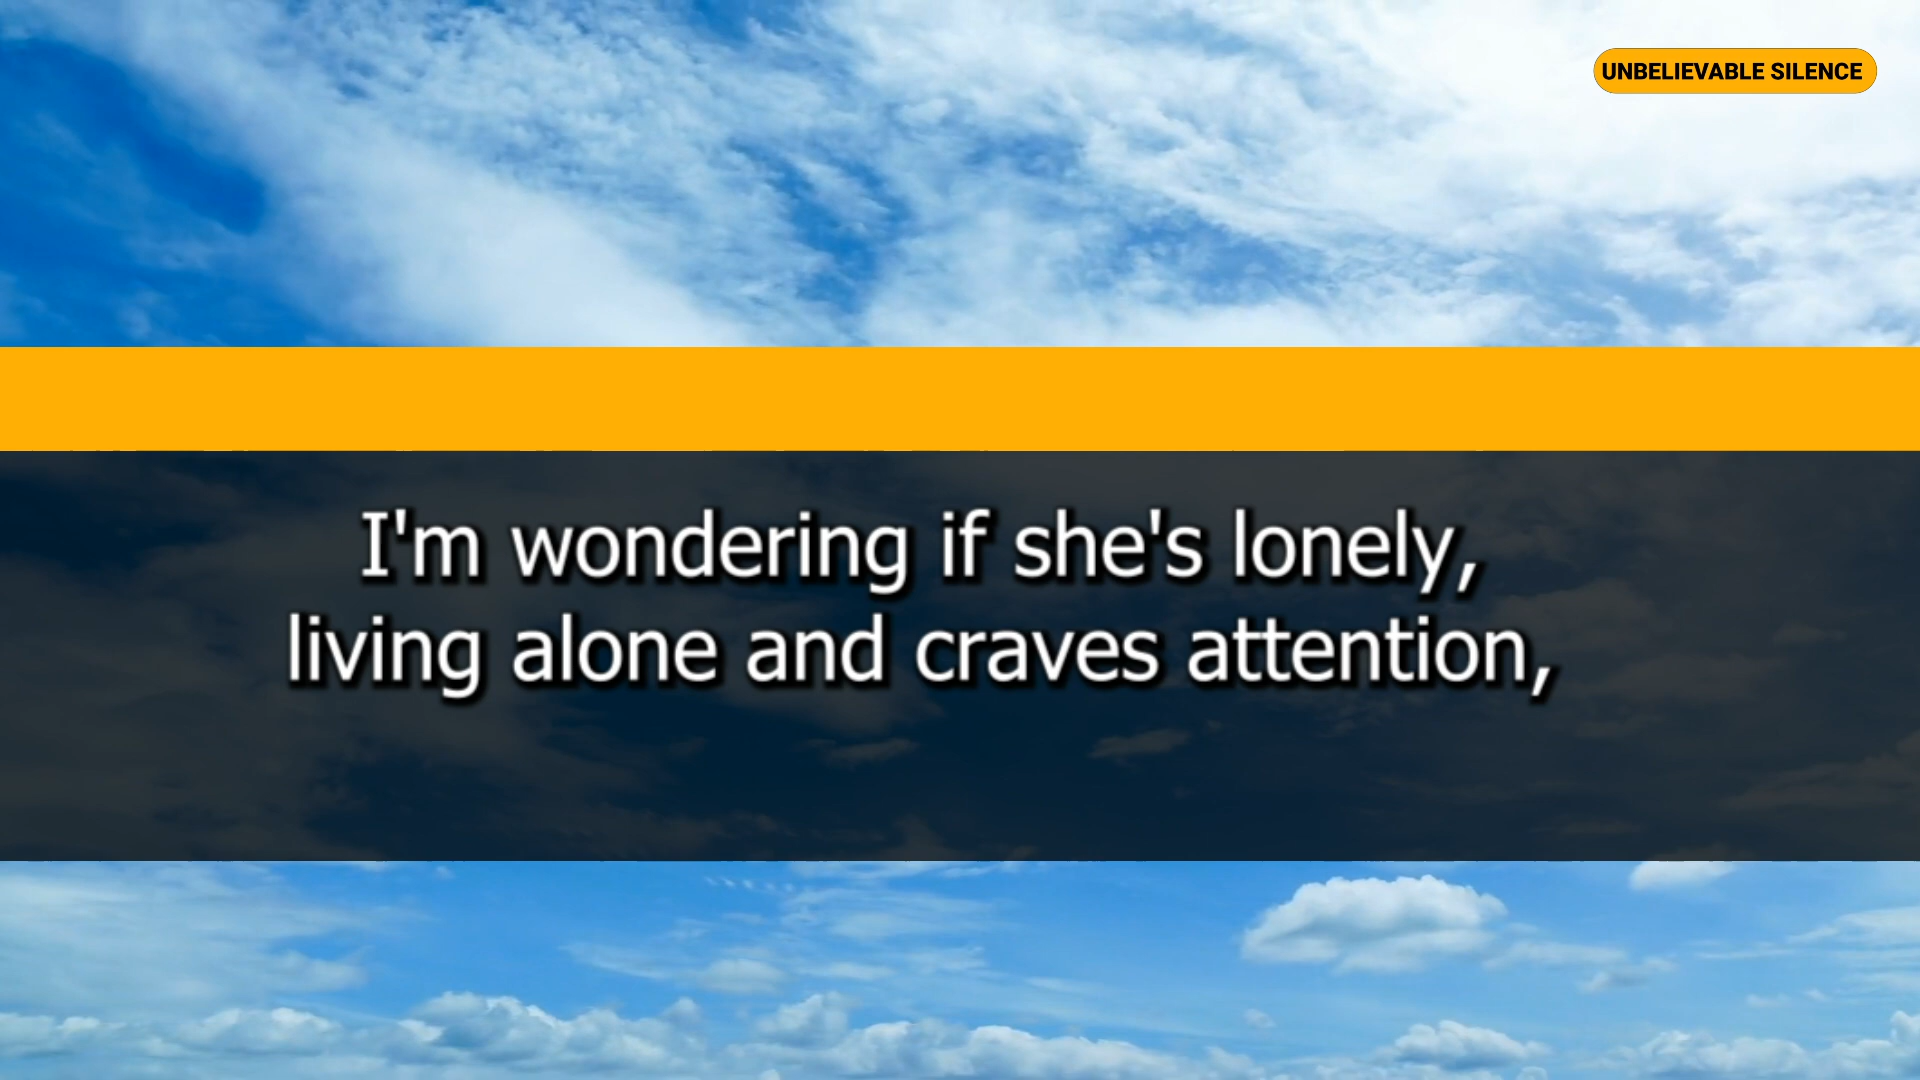 UNBELIEVABLE SILENCE
I'm wondering if she's lonely,
living alone and craves attention,